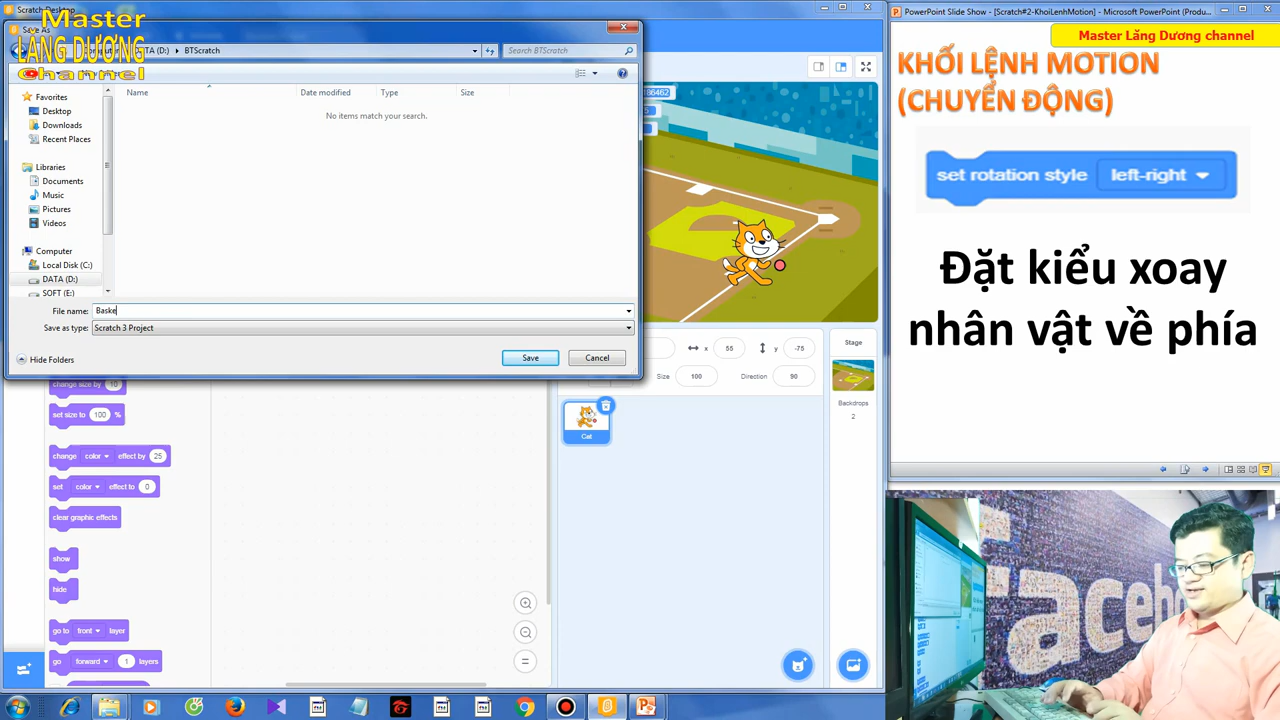 Scratch Desktop
Save As
Master
LĂNG DƯƠNG
Channel
DATA (D:)
BTScratch
Search BTScratch
Name
Date modified
Type
Size
No items match your search.
Favorites
Desktop
Downloads
Recent Places
Libraries
Documents
Music
Pictures
Videos
Computer
Local Disk (C:)
DATA (D:)
SOFT (E:)
File name:
Baske
Save as type:
Scratch 3 Project
Hide Folders
Save
Cancel
change size by 10
set size to 100 %
change color effect by 25
set color effect to 0
clear graphic effects
show
hide
go to front layer
go forward 1 layers
x 55
y -75
Size 100
Direction 90
Cat
Stage
Backdrops
2
PowerPoint Slide Show - [Scratch#2-KhoiLenhMotion] - Microsoft PowerPoint (Produ...
Master Lăng Dương channel
KHỐI LỆNH MOTION
(CHUYỂN ĐỘNG)
set rotation style left-right
Đặt kiểu xoay
nhân vật về phía
facebo